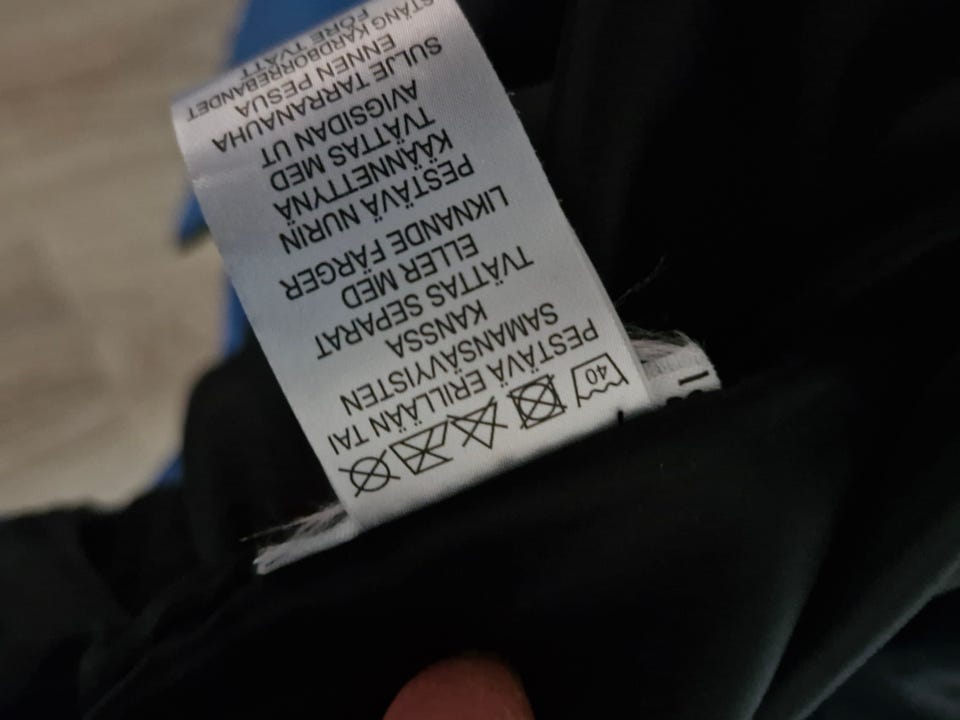 40
PESTÄVÄ ERILLÄÄN TAI
SAMANSÄVYISTEN
KANSSA
TVÄTTAS SEPARAT
ELLER MED
LIKNANDE FÄRGER
PESTÄVÄ NURIN
KÄÄNNETTYNÄ
TVÄTTAS MED
AVIGSIDAN UT
SULJE TARRANAUHA
ENNEN PESUA
STÄNG KARDBORREBANDET
FÖRE TVÄTT